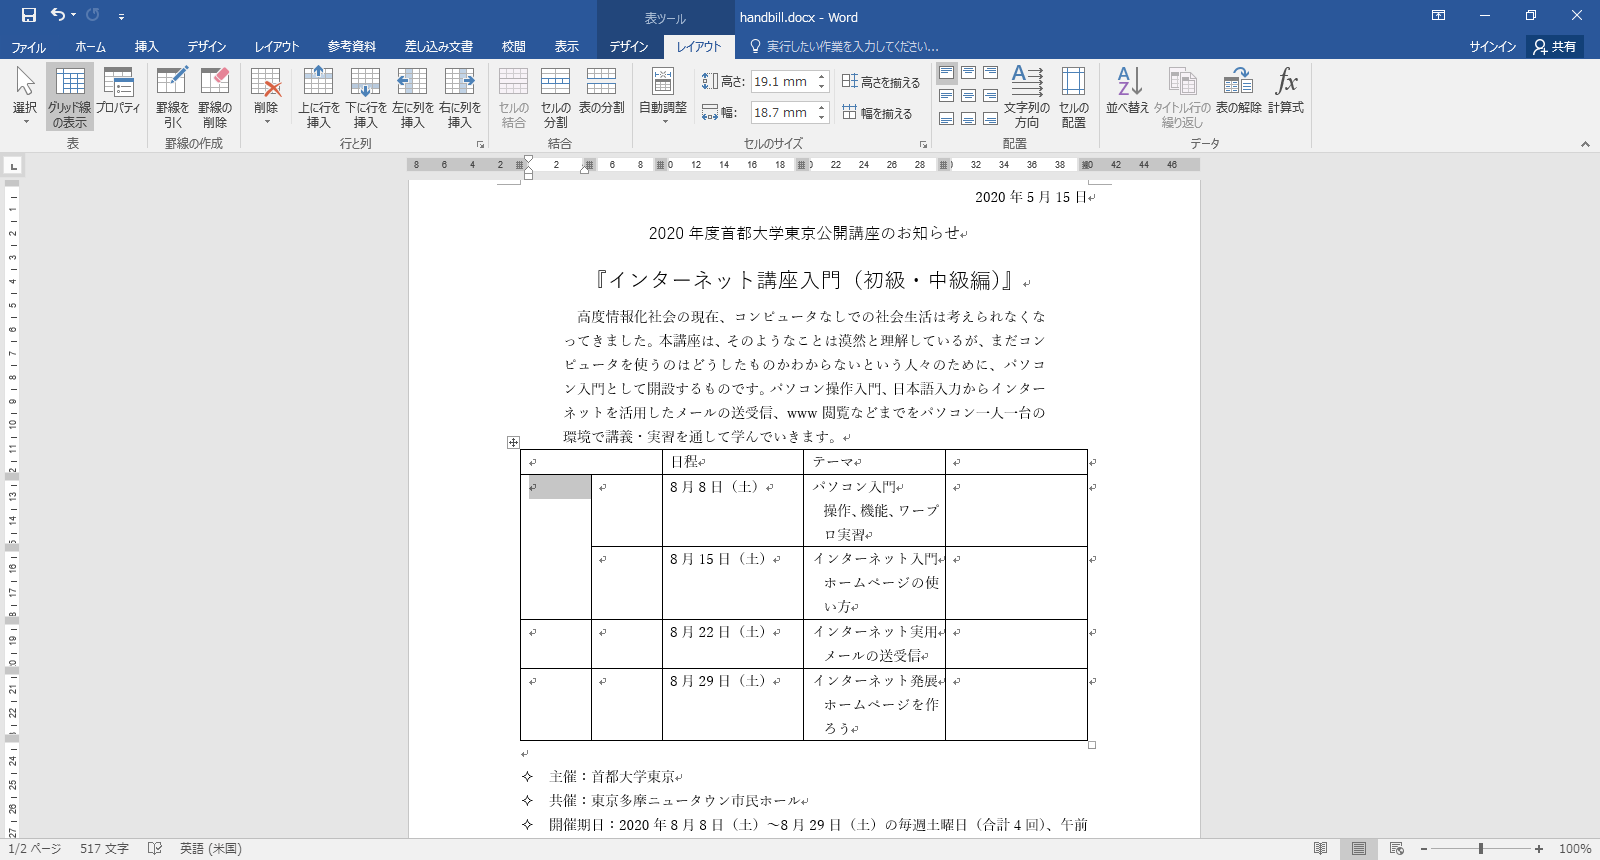 表ツール
handbill.docx - Word
ファイル ホーム 挿入 デザイン レイアウト 参考資料 差し込み文書 校閲 表示 デザイン レイアウト 実行したい作業を入力してください... サインイン 共有
選択 グリッド線の表示 プロパティ 罫線を引く 罫線の削除 削除 上に行を挿入 下に行を挿入 左に列を挿入 右に列を挿入 セルの結合 セルの分割 表の分割 自動調整 高さ: 19.1 mm 高さを揃える 幅: 18.7 mm 幅を揃える 文字列の方向 セルの配置 並べ替え タイトル行の繰り返し 表の解除 計算式
表 罫線の作成 行と列 結合 セルのサイズ 配置 データ
8 6 4 2 2 6 8 0 12 14 16 18 22 24 26 28 32 34 36 38 40 42 44 46
2020 年 5 月 15 日
2020 年度首都大学東京公開講座のお知らせ
『インターネット講座入門（初級・中級編）』
高度情報化社会の現在、コンピュータなしでの社会生活は考えられなくな
ってきました。本講座は、そのようなことは漠然と理解しているが、まだコン
ピュータを使うのはどうしたものかわからないという人々のために、パソコ
ン入門として開設するものです。パソコン操作入門、日本語入力からインター
ネットを活用したメールの送受信、www 閲覧などまでをパソコン一人一台の
環境で講義・実習を通して学んでいきます。
日程 テーマ
8 月 8 日（土） パソコン入門
操作、機能、ワープ
ロ実習
8 月 15 日（土） インターネット入門
ホームページの使
い方
8 月 22 日（土） インターネット実用
メールの送受信
8 月 29 日（土） インターネット発展
ホームページを作
ろう
主催：首都大学東京
共催：東京多摩ニュータウン市民ホール
開催期日：2020 年 8 月 8 日（土）～8 月 29 日（土）の毎週土曜日（合計 4 回）、午前
1/2 ページ 517 文字 英語 (米国) 100%